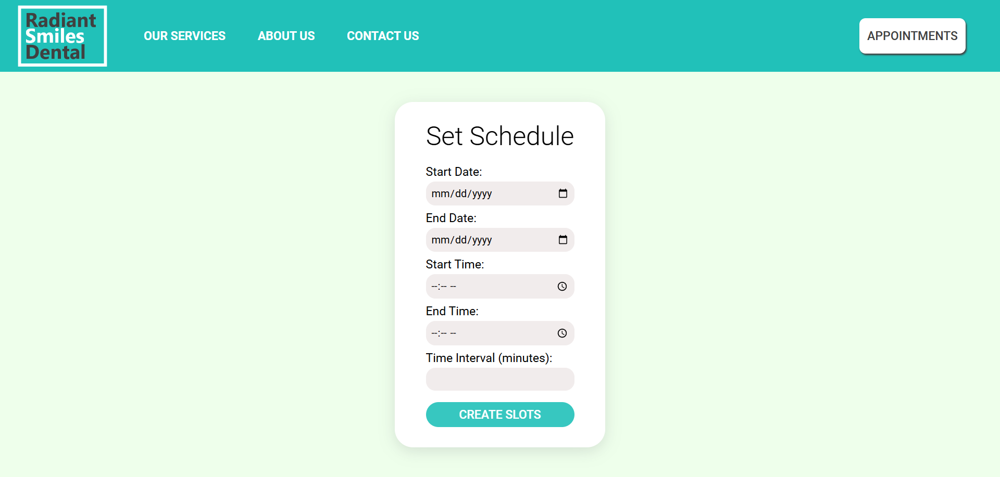 Radiant
Smiles
Dental
OUR SERVICES
ABOUT US
CONTACT US
APPOINTMENTS
Set Schedule
Start Date:
mm/dd/yyyy
End Date:
mm/dd/yyyy
Start Time:
--:-- --
End Time:
--:-- --
Time Interval (minutes):
CREATE SLOTS